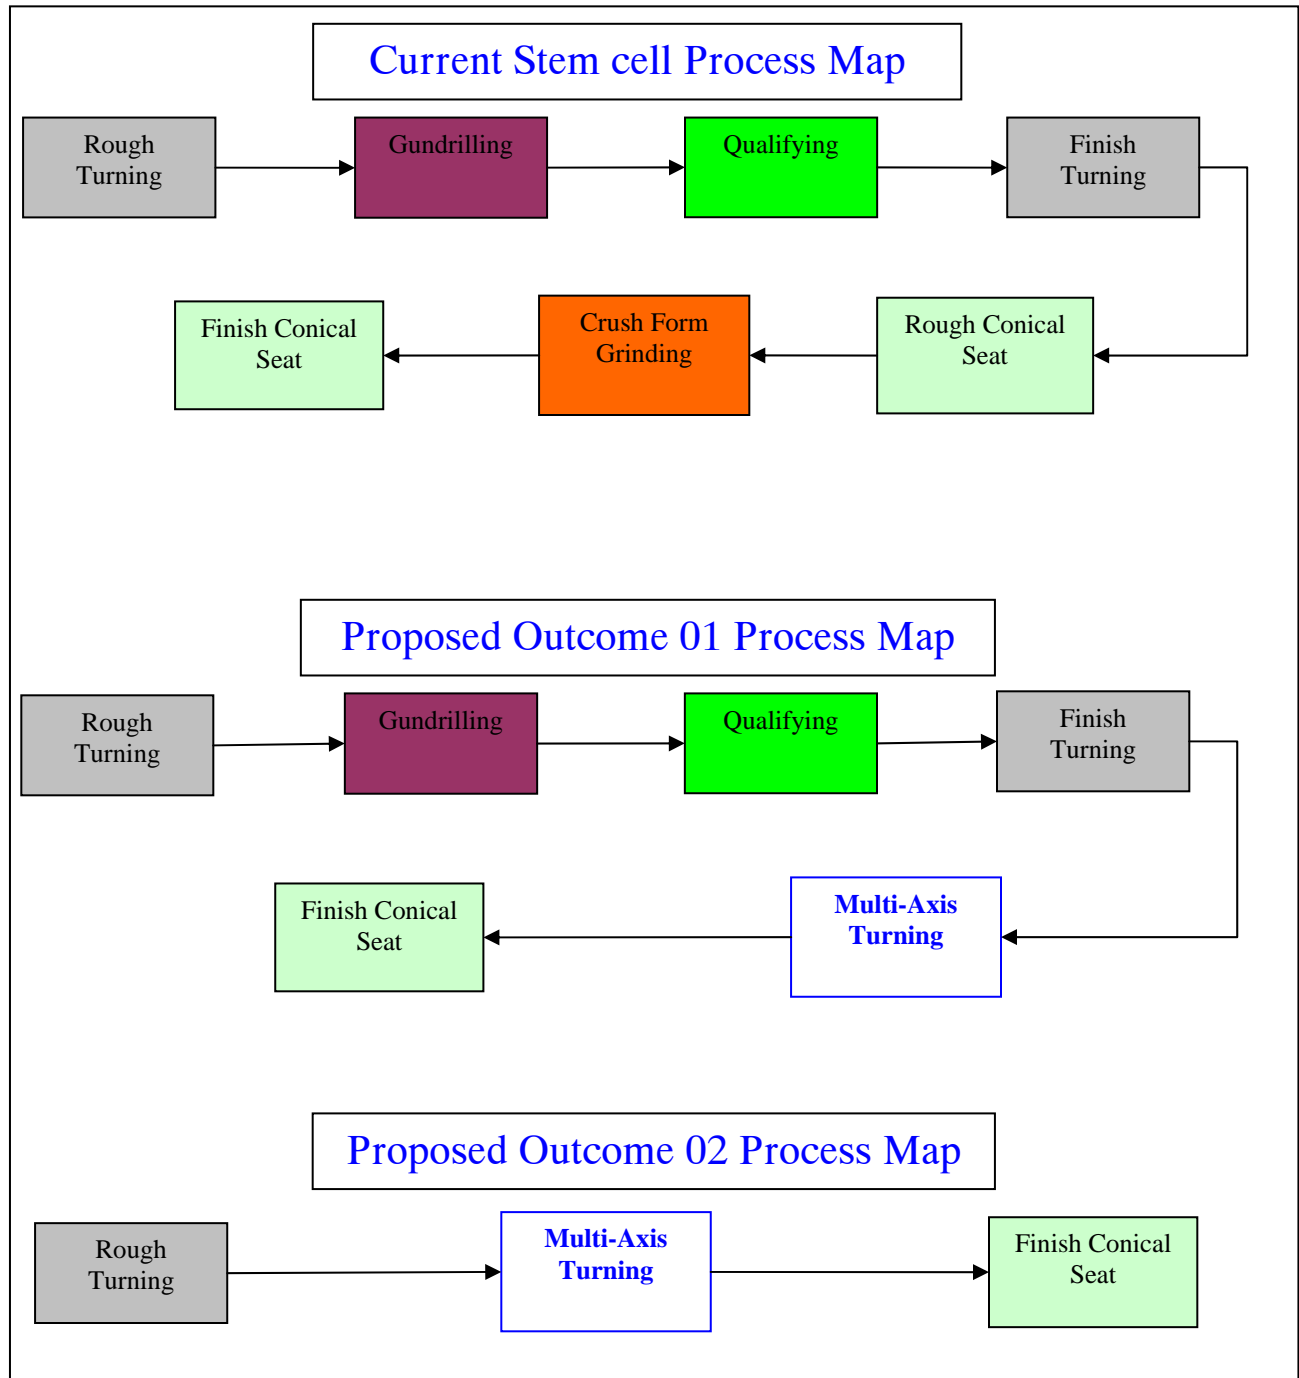 Current Stem cell Process Map
Rough
Turning
Gundrilling
Qualifying
Finish
Turning
Rough Conical
Seat
Crush Form
Grinding
Finish Conical
Seat
Proposed Outcome 01 Process Map
Rough
Turning
Gundrilling
Qualifying
Finish
Turning
Multi-Axis
Turning
Finish Conical
Seat
Proposed Outcome 02 Process Map
Rough
Turning
Multi-Axis
Turning
Finish Conical
Seat